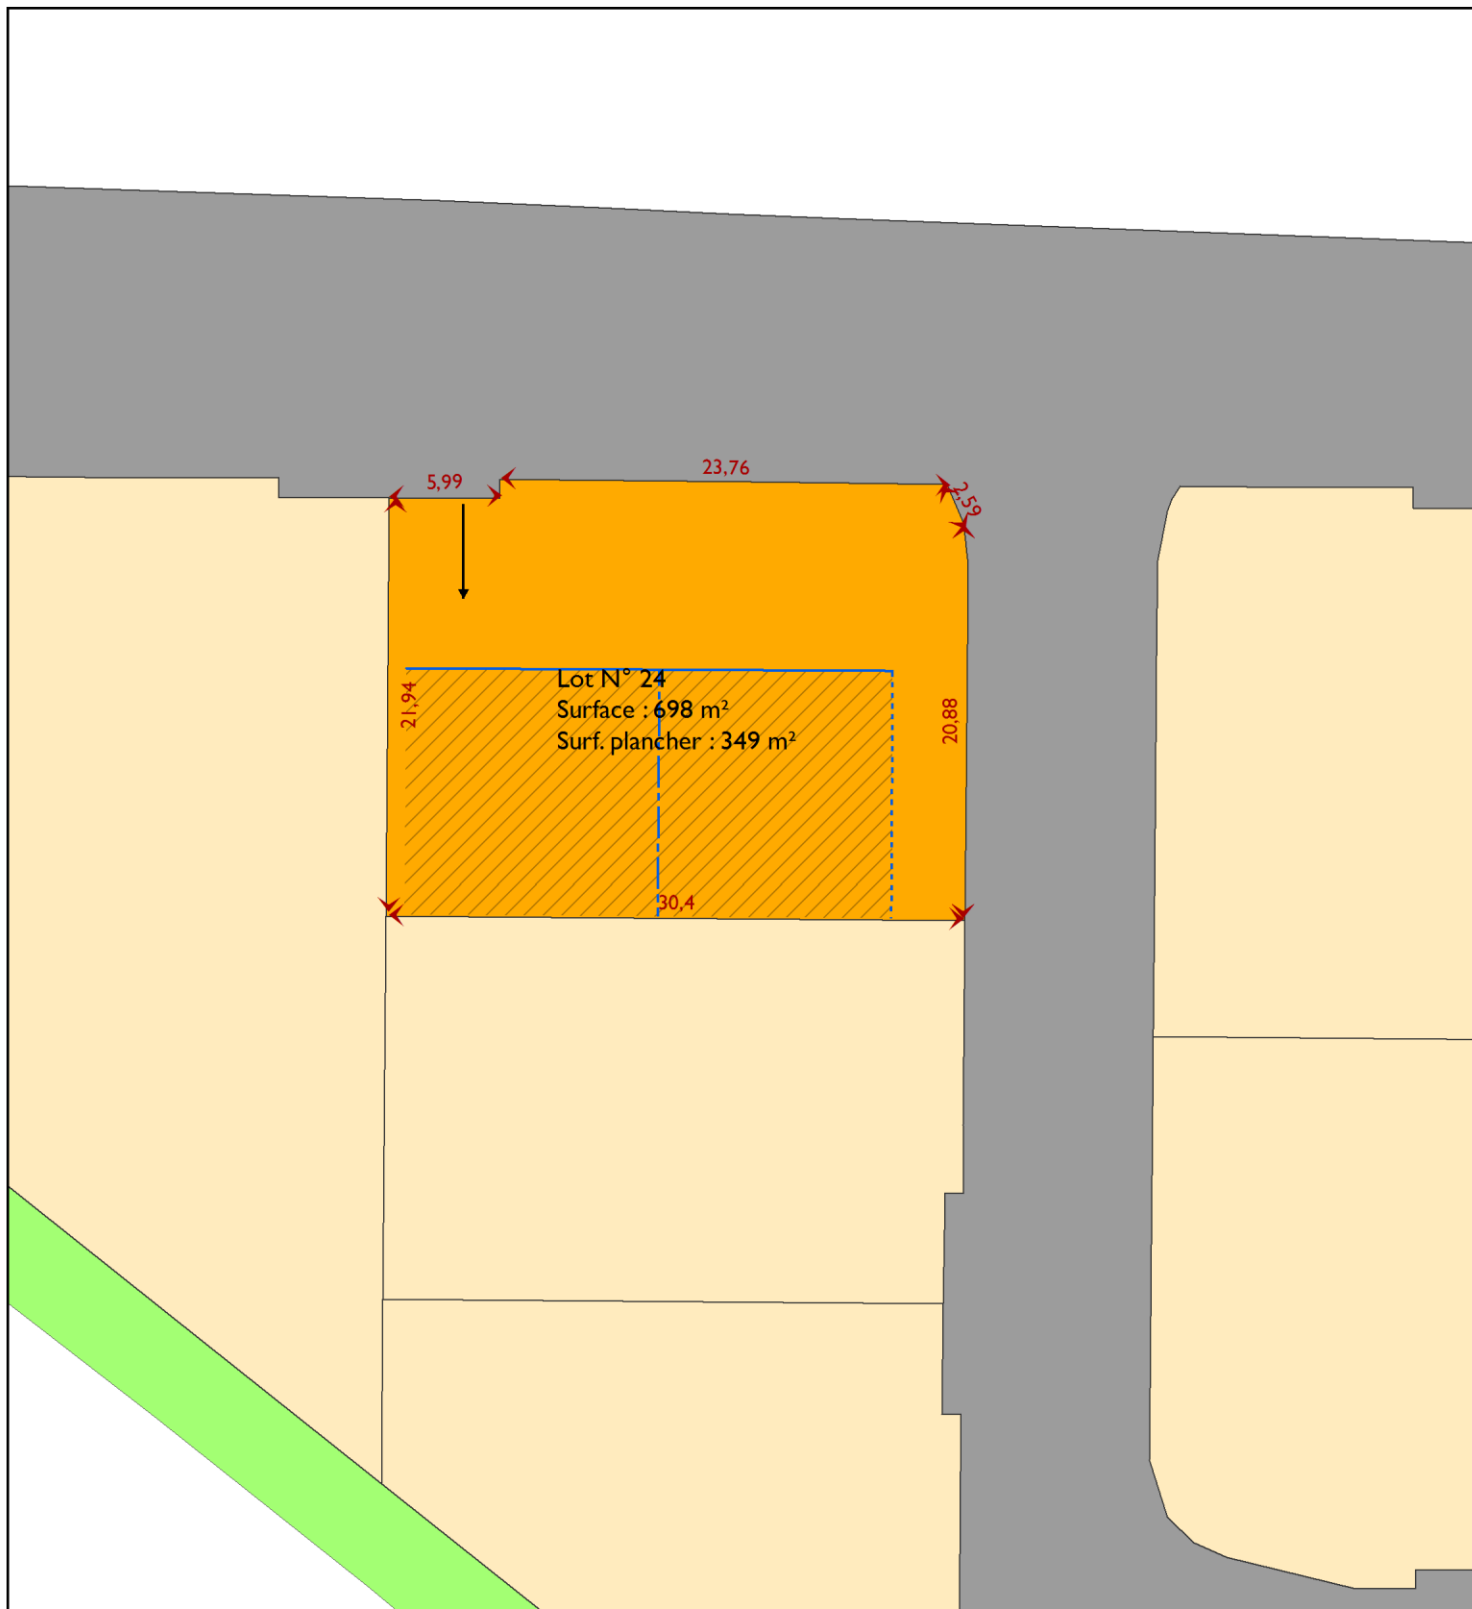 23,76
5,99
2,59
Lot N° 24
Surface : 698 m²
Surf. plancher : 349 m²
21,94
20,88
30,4